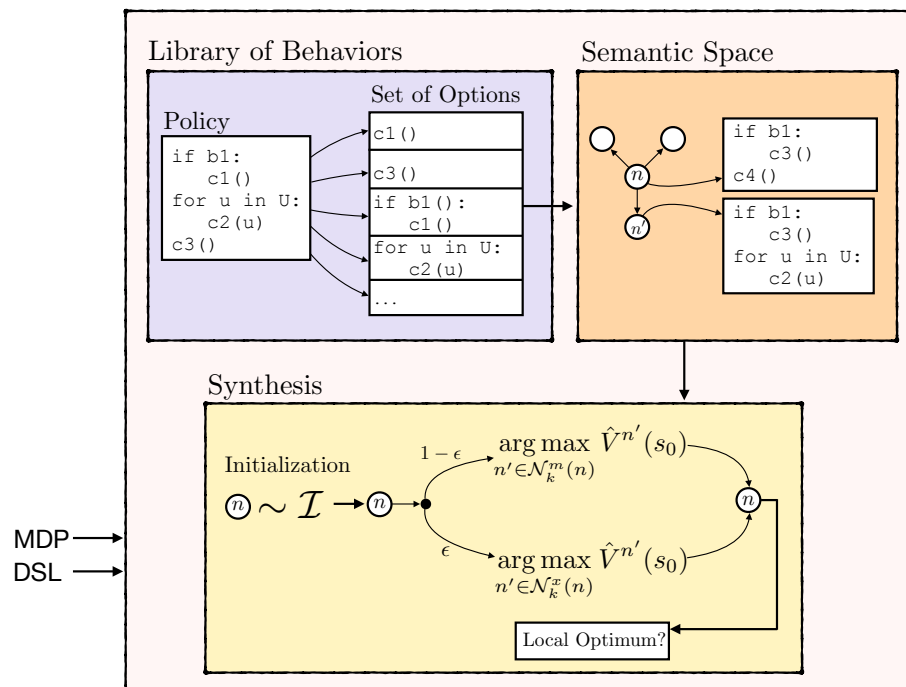 Library of Behaviors
Policy
if b1:
c1()
for u in U:
c2(u)
c3()
Set of Options
c1()
c3()
if b1():
c1()
for u in U:
c2(u)
...
Semantic Space
n
n'
if b1:
c3()
c4()
if b1:
c3()
for u in U:
c2(u)
MDP
DSL
Synthesis
Initialization
n ∼ 𝓘
n
1 − ϵ
arg max V̂^{n'}(s_0)
n'∈𝒩_k^m(n)
ϵ
arg max V̂^{n'}(s_0)
n'∈𝒩_k^x(n)
n
Local Optimum?